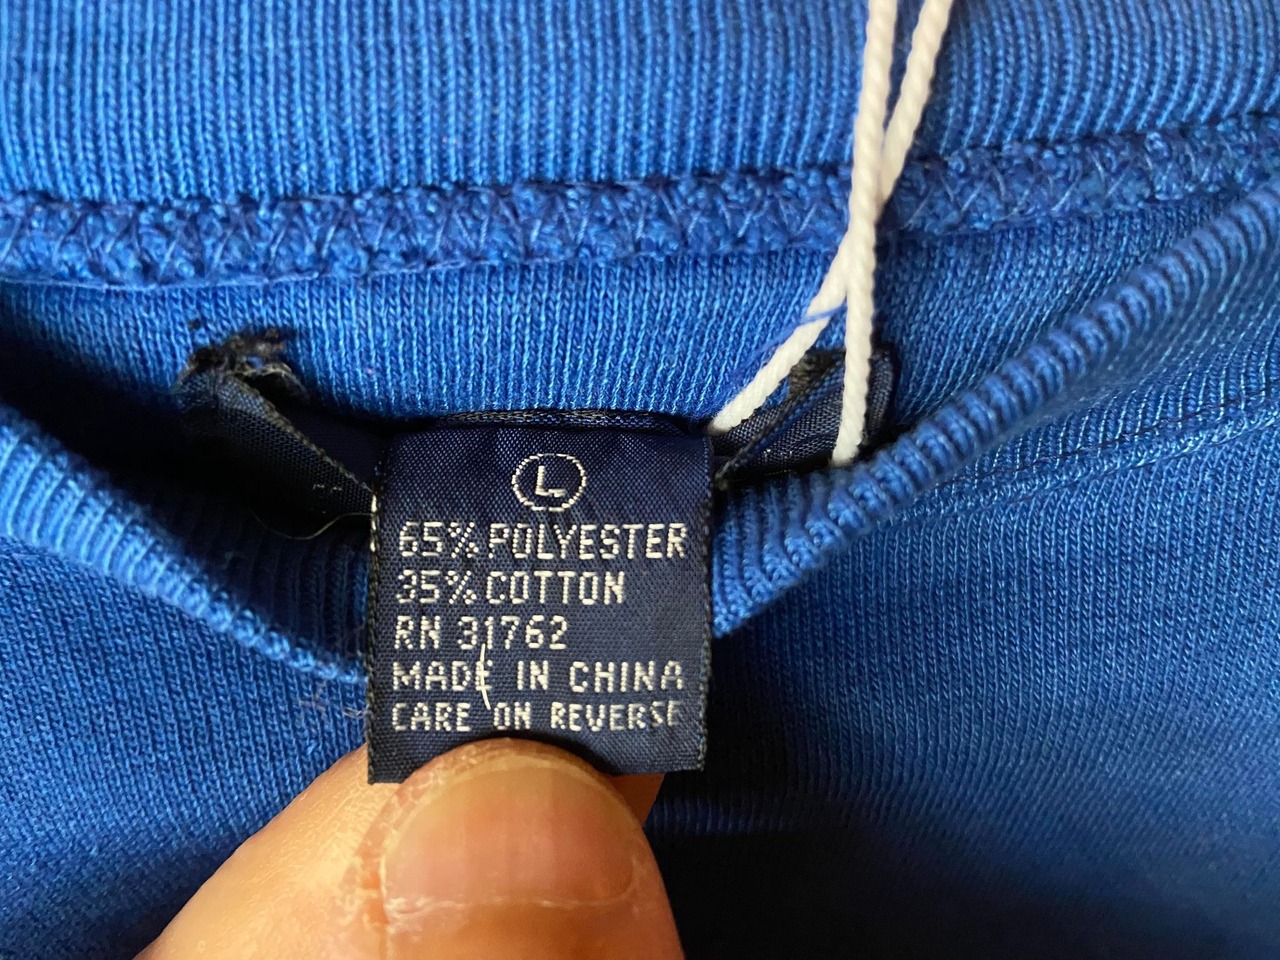 L
65% POLYESTER
35% COTTON
RN 31762
MADE IN CHINA
CARE ON REVERSE